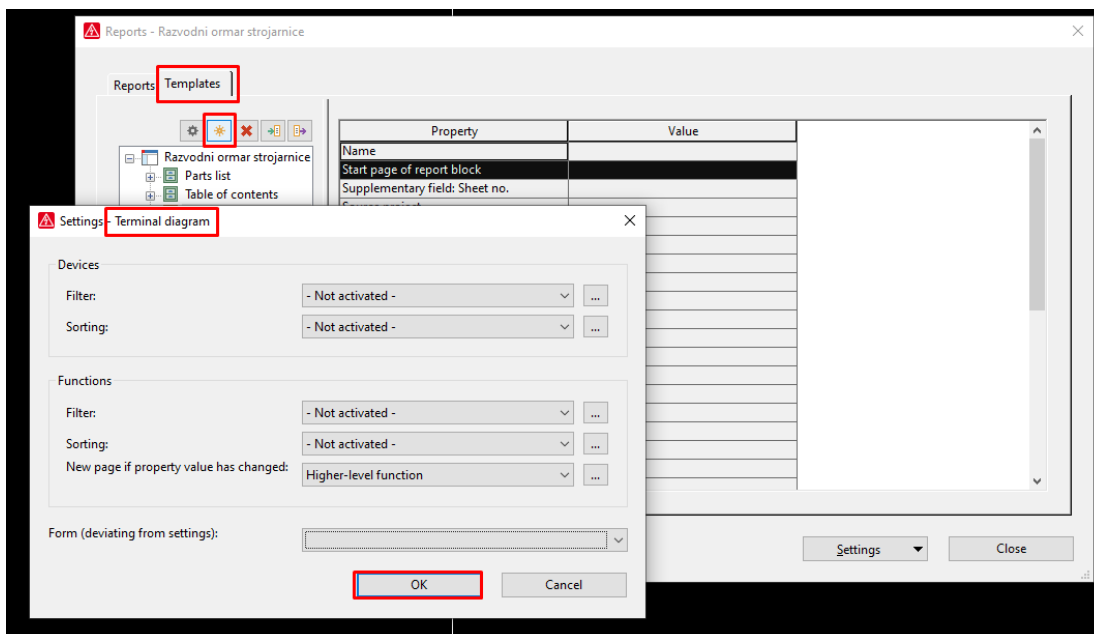 Reports - Razvodni ormar strojarnice
Reports
Templates
Property
Value
Razvodni ormar strojarnice
Parts list
Table of contents
Name
Start page of report block
Supplementary field: Sheet no.
Source project
Settings - Terminal diagram
Devices
Filter:
- Not activated -
...
Sorting:
- Not activated -
...
Functions
Filter:
- Not activated -
...
Sorting:
- Not activated -
...
New page if property value has changed:
Higher-level function
...
Form (deviating from settings):
OK
Cancel
Settings
Close